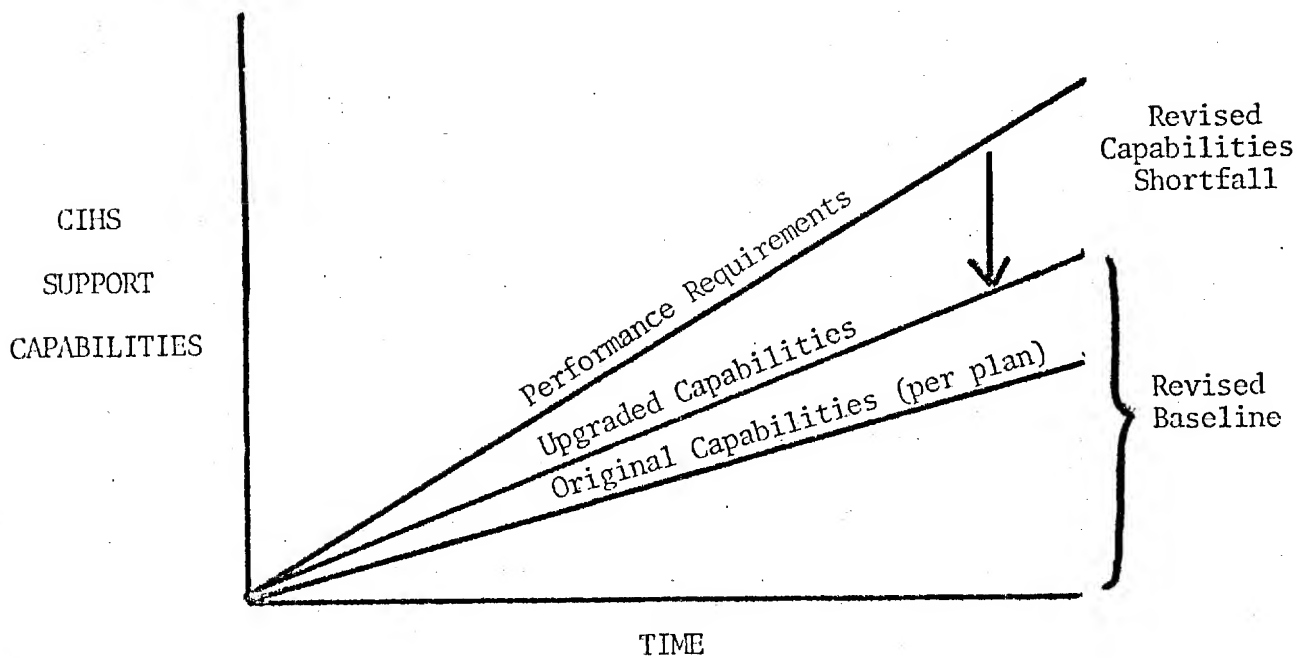 CIHS
SUPPORT
CAPABILITIES
Performance Requirements
Upgraded Capabilities
Original Capabilities (per plan)
Revised
Capabilities
Shortfall
Revised
Baseline
TIME